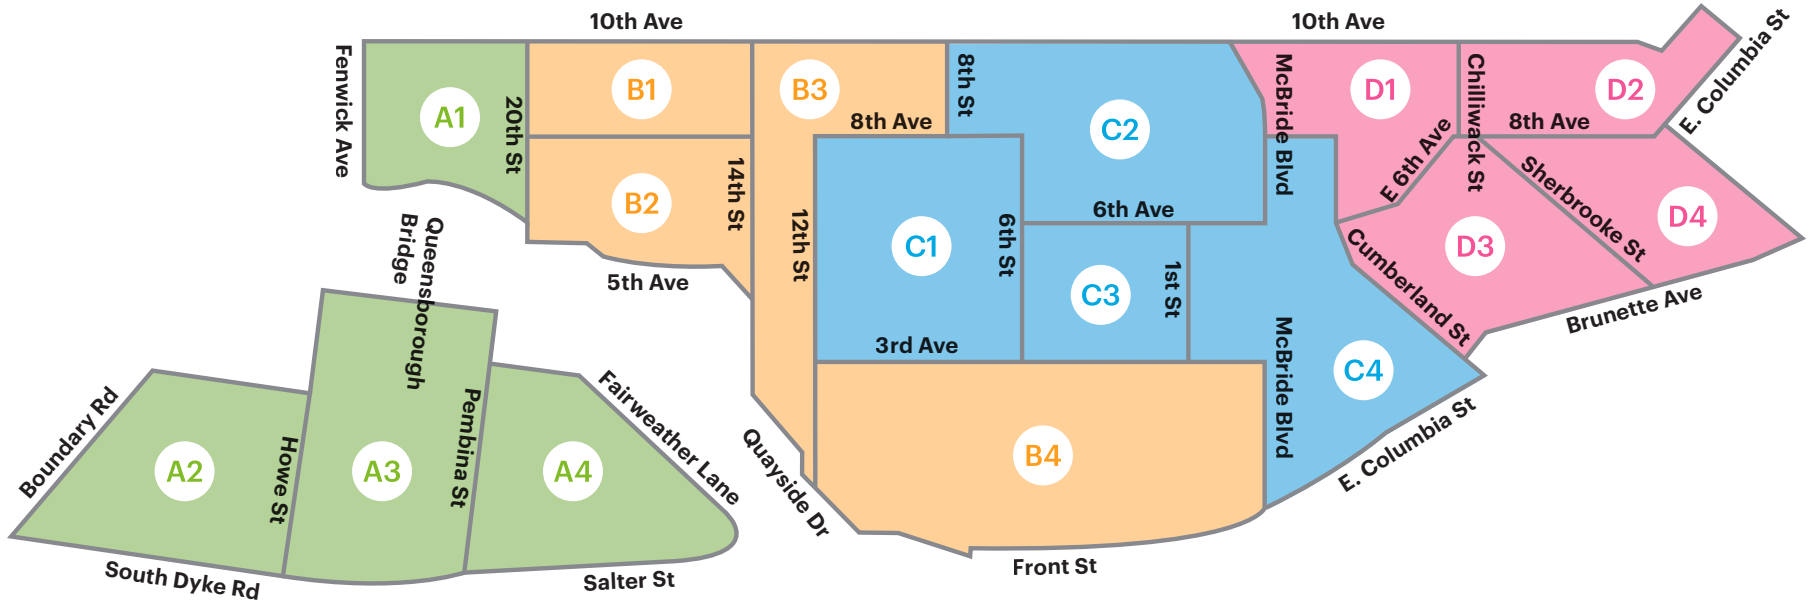 10th Ave
10th Ave
Fenwick Ave
A1
20th St
B1
B3
8th Ave
8th St
C2
McBride Blvd
D1
Chilliwack St
D2
8th Ave
E. Columbia St
B2
14th St
12th St
5th Ave
C1
6th St
6th Ave
C3
1st St
3rd Ave
E 6th Ave
D3
Sherbrooke St
D4
Cumberland St
Brunette Ave
Queensborough
Bridge
Boundary Rd
A2
Howe St
A3
Pembina St
A4
Fairweather Lane
Quayside Dr
B4
McBride Blvd
C4
E. Columbia St
South Dyke Rd
Salter St
Front St